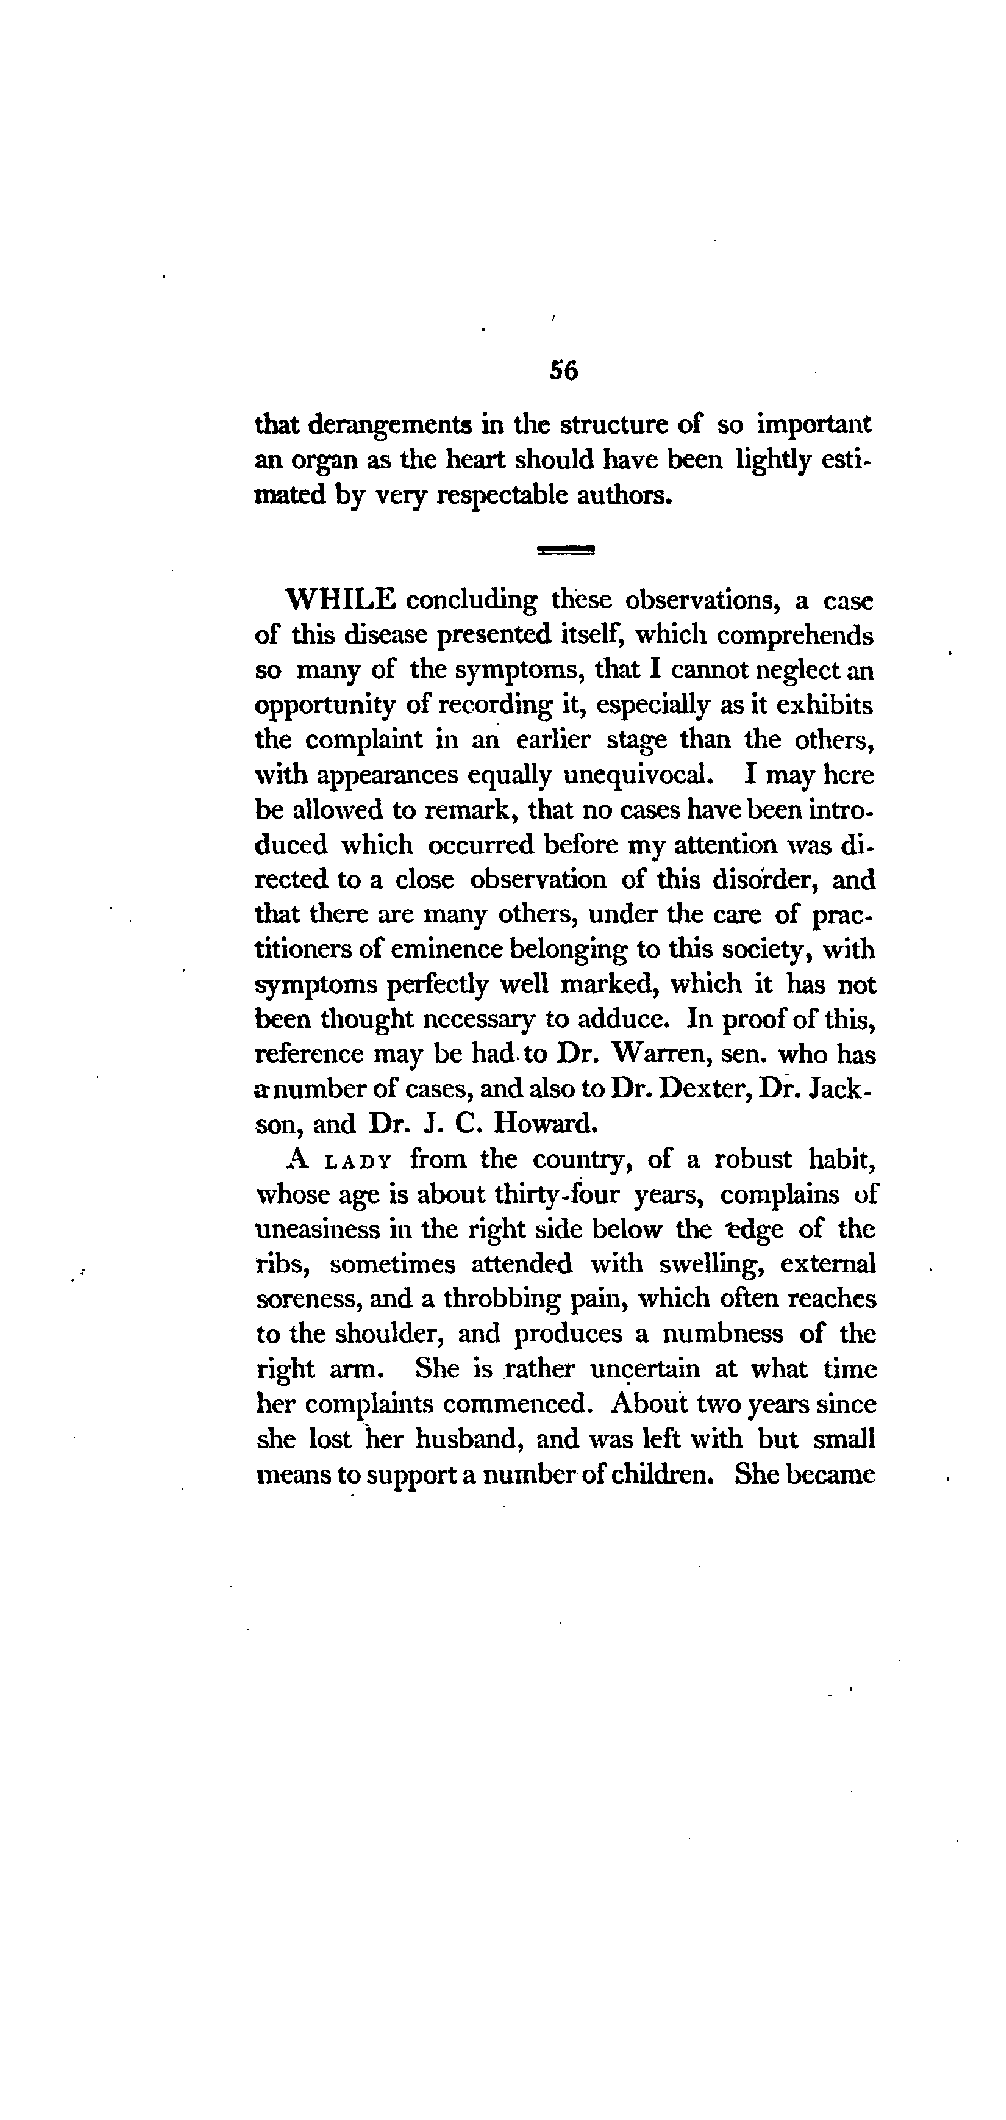 56
that derangements in the structure of so important
an organ as the heart should have been lightly esti-
mated by very respectable authors.
WHILE concluding these observations, a case
of this disease presented itself, which comprehends
so many of the symptoms, that I cannot neglect an
opportunity of recording it, especially as it exhibits
the complaint in an earlier stage than the others,
with appearances equally unequivocal. I may here
be allowed to remark, that no cases have been intro-
duced which occurred before my attention was di-
rected to a close observation of this disorder, and
that there are many others, under the care of prac-
titioners of eminence belonging to this society, with
symptoms perfectly well marked, which it has not
been thought necessary to adduce. In proof of this,
reference may be had to Dr. Warren, sen. who has
a number of cases, and also to Dr. Dexter, Dr. Jack-
son, and Dr. J. C. Howard.
A LADY from the country, of a robust habit,
whose age is about thirty-four years, complains of
uneasiness in the right side below the edge of the
ribs, sometimes attended with swelling, external
soreness, and a throbbing pain, which often reaches
to the shoulder, and produces a numbness of the
right arm. She is rather uncertain at what time
her complaints commenced. About two years since
she lost her husband, and was left with but small
means to support a number of children. She became